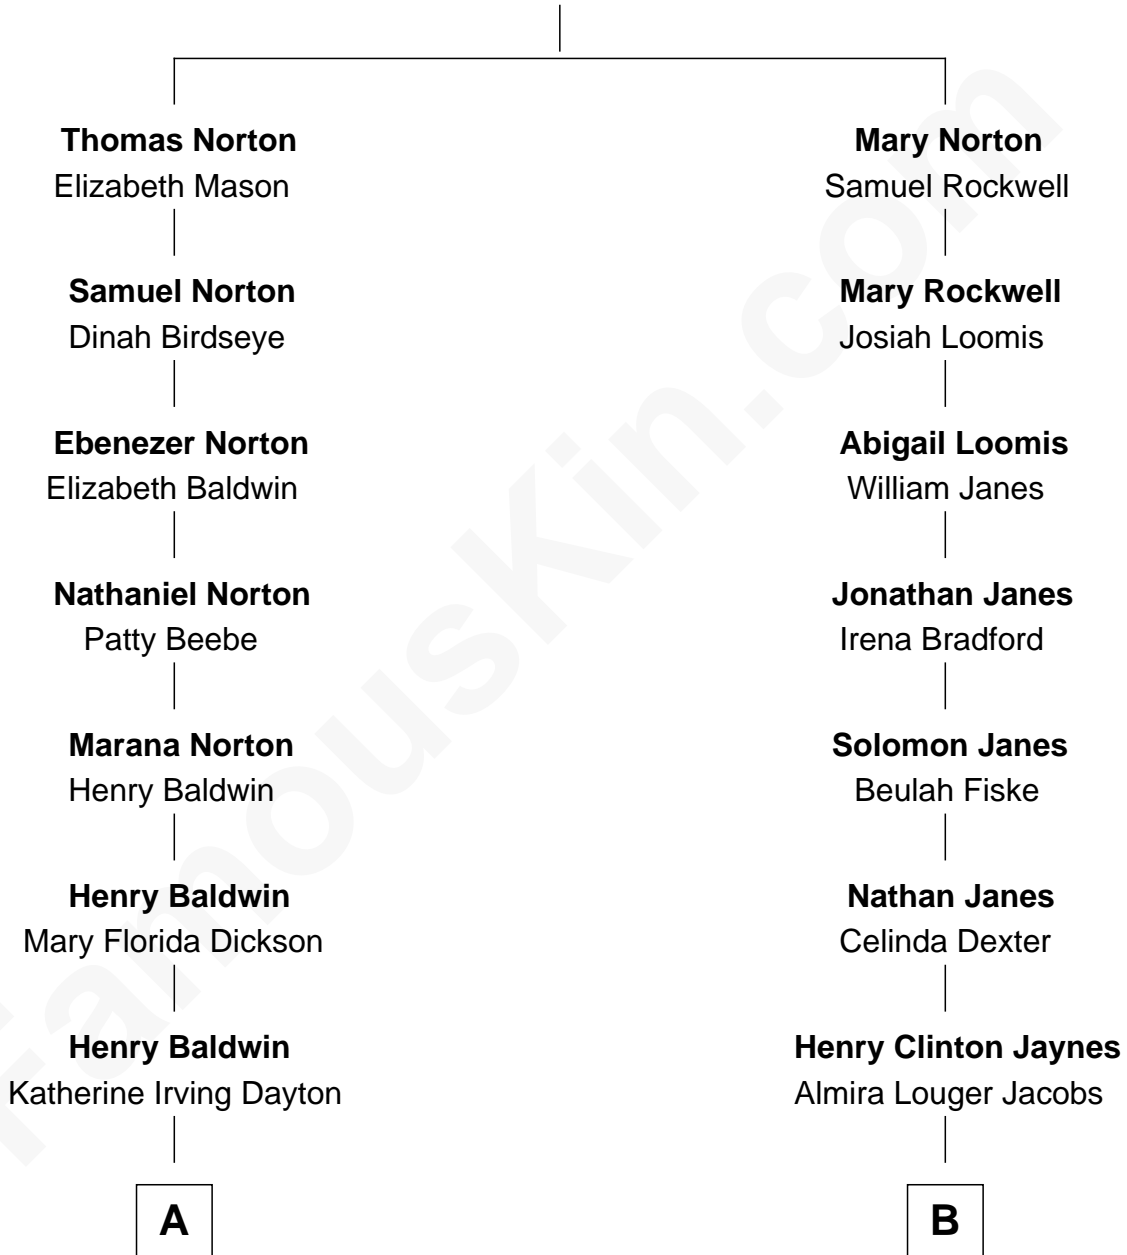 Thomas Norton
Elizabeth Mason
Samuel Norton
Dinah Birdseye
Ebenezer Norton
Elizabeth Baldwin
Nathaniel Norton
Patty Beebe
Marana Norton
Henry Baldwin
Henry Baldwin
Mary Florida Dickson
Henry Baldwin
Katherine Irving Dayton
A
Mary Norton
Samuel Rockwell
Mary Rockwell
Josiah Loomis
Abigail Loomis
William Janes
Jonathan Janes
Irena Bradford
Solomon Janes
Beulah Fiske
Nathan Janes
Celinda Dexter
Henry Clinton Jaynes
Almira Louger Jacobs
B
FamousKin.com